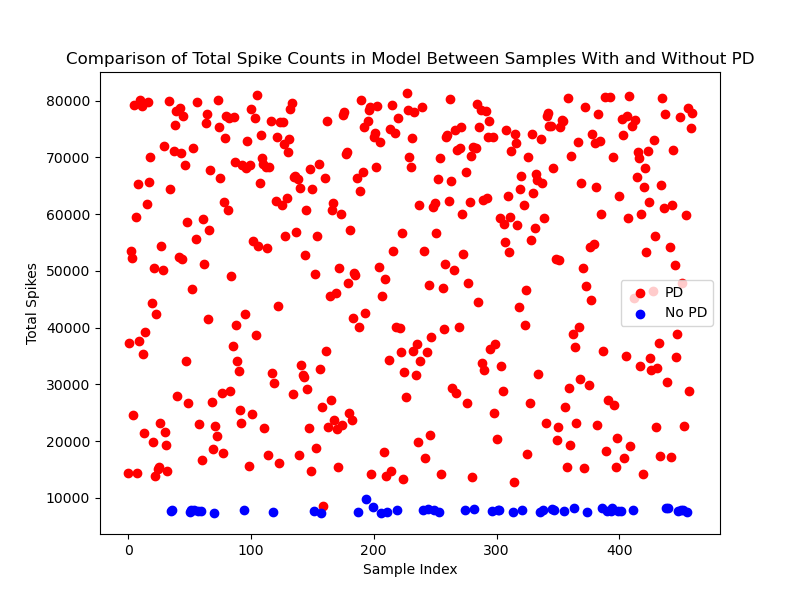 Comparison of Total Spike Counts in Model Between Samples With and Without PD
80000
70000
60000
50000
40000
30000
20000
10000
Total Spikes
PD
No PD
0
100
200
300
400
Sample Index